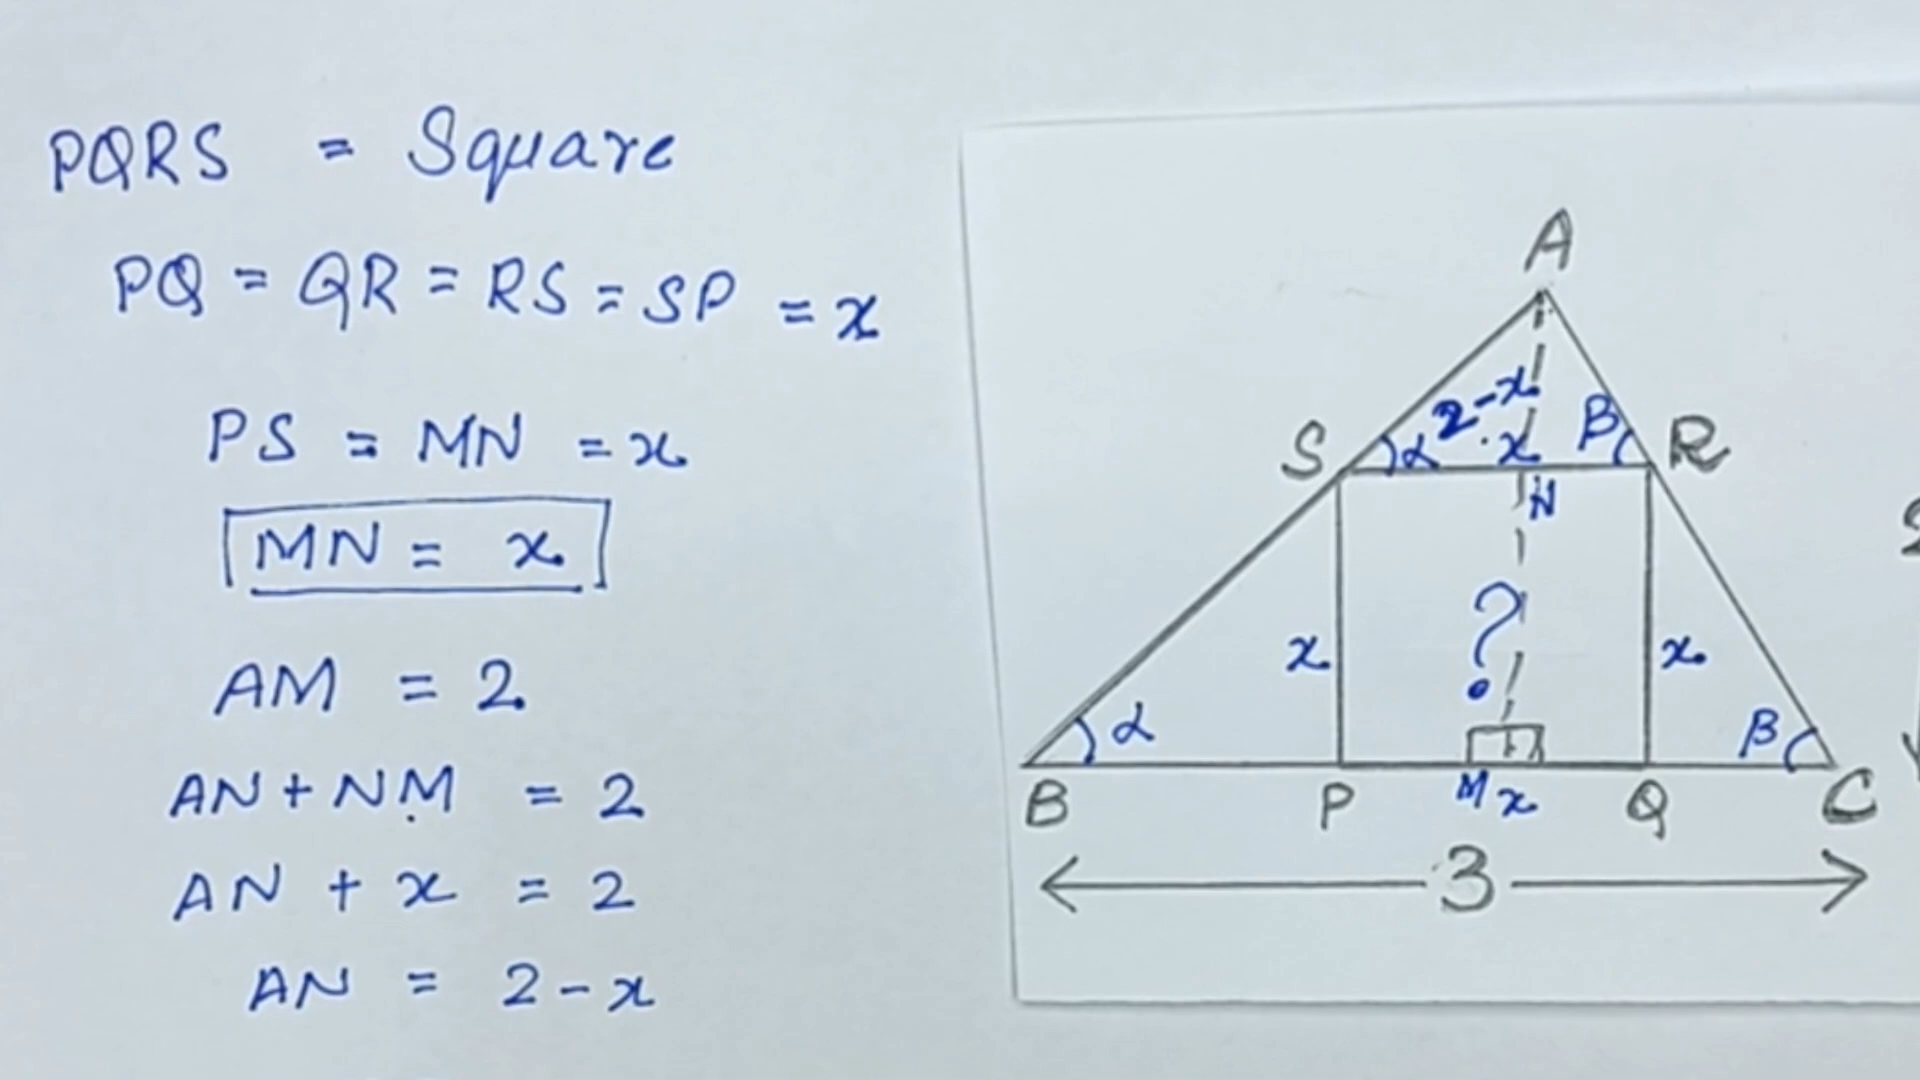 PQRS = Square
PQ = QR = RS = SP = x
PS = MN = x
MN = x
AM = 2
AN + NM = 2
AN + x = 2
AN = 2 - x
A
2-x
S α x β R
N
?
x x
α β
B P M x Q C
3